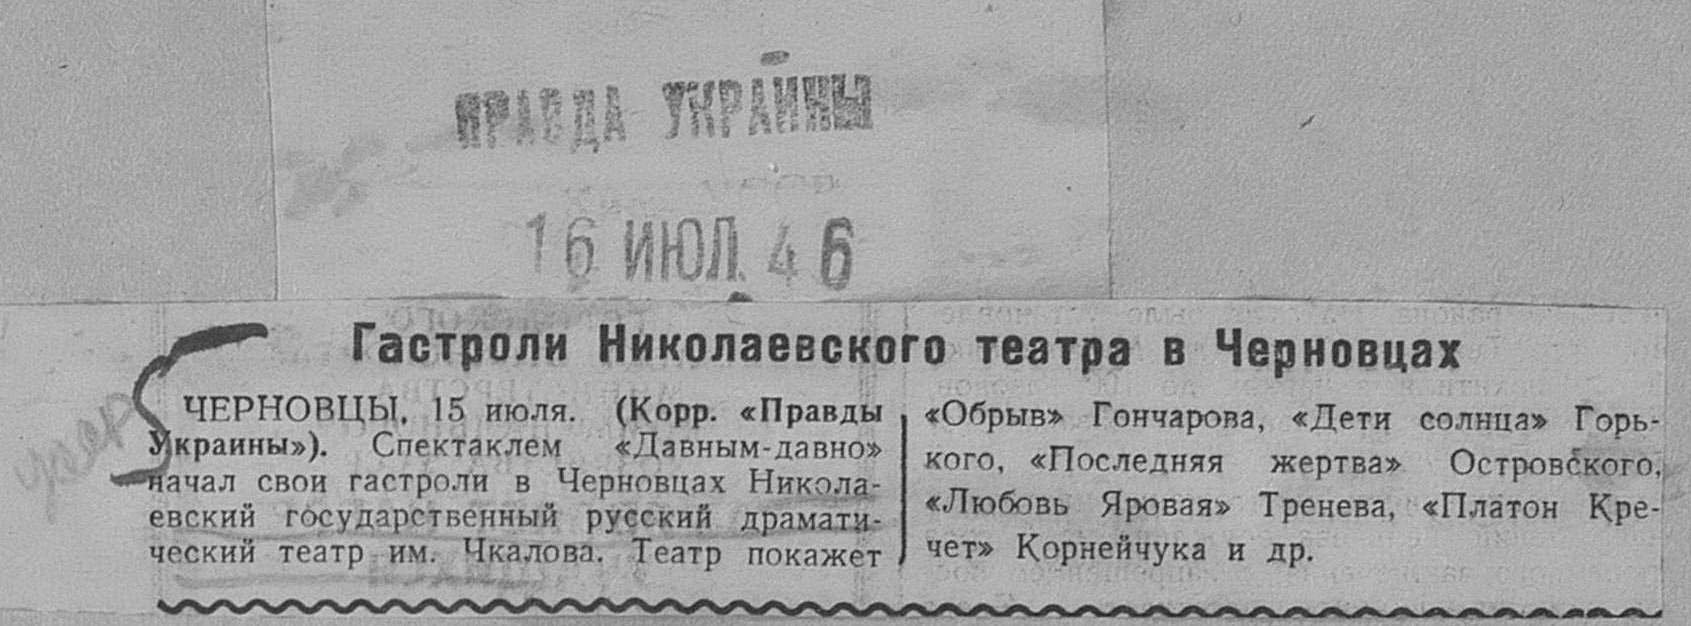 ПРАВДА УКРАИНЫ
16 ИЮЛ. 46
Гастроли Николаевского театра в Черновцах
ЧЕРНОВЦЫ, 15 июля. (Корр. «Правды
Украины»). Спектаклем «Давным-давно»
начал свои гастроли в Черновцах Никола-
евский государственный русский драмати-
ческий театр им. Чкалова. Театр покажет
«Обрыв» Гончарова, «Дети солнца» Горь-
кого, «Последняя жертва» Островского,
«Любовь Яровая» Тренева, «Платон Кре-
чет» Корнейчука и др.